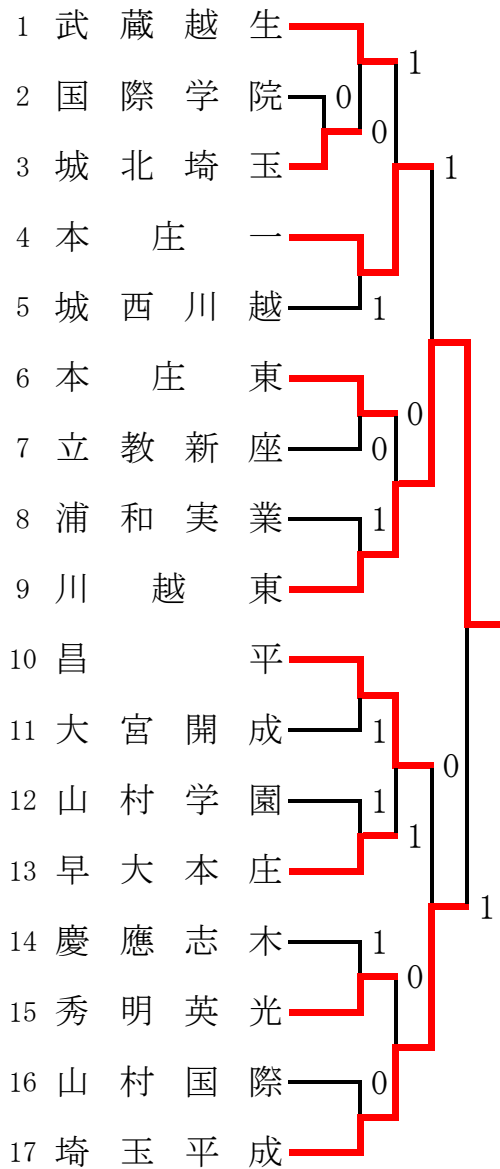 1 武蔵越生
1
2 国際学院
0
0
3 城北埼玉
1
4 本庄一
5 城西川越
1
6 本庄東
0
7 立教新座
0
8 浦和実業
1
9 川越東
10 昌平
11 大宮開成
1
0
12 山村学園
1
1
13 早大本庄
1
14 慶應志木
1
0
15 秀明英光
16 山村国際
0
17 埼玉平成